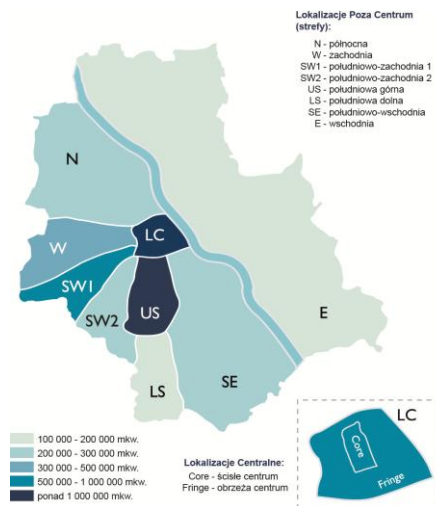 Lokalizacje Poza Centrum
(strefy):
N - północna
W - zachodnia
SW1 - południowo-zachodnia 1
SW2 - południowo-zachodnia 2
US - południowa górna
LS - południowa dolna
SE - południowo-wschodnia
E - wschodnia
N
LC
W
SW1
SW2
US
E
SE
LS
100 000 - 200 000 mkw.
200 000 - 300 000 mkw.
300 000 - 500 000 mkw.
500 000 - 1 000 000 mkw.
ponad 1 000 000 mkw.
Lokalizacje Centralne:
Core - ścisłe centrum
Fringe - obrzeża centrum
LC
Core
Fringe